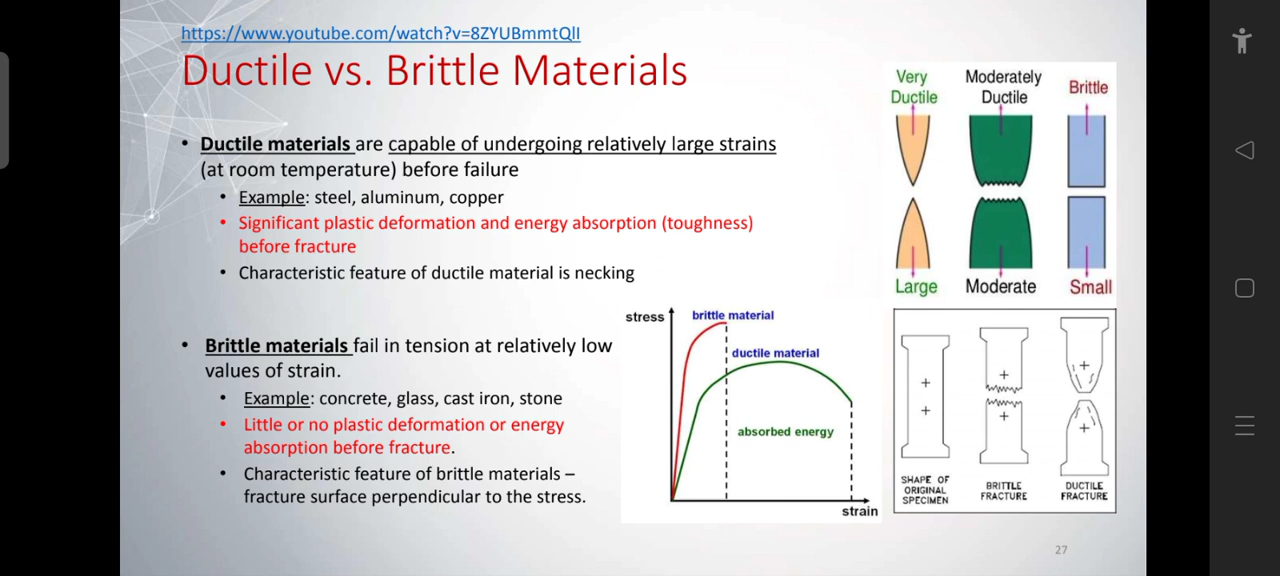 https://www.youtube.com/watch?v=8ZYUBmmtQlI
Ductile vs. Brittle Materials
• Ductile materials are capable of undergoing relatively large strains
(at room temperature) before failure
• Example: steel, aluminum, copper
• Significant plastic deformation and energy absorption (toughness)
before fracture
• Characteristic feature of ductile material is necking
• Brittle materials fail in tension at relatively low
values of strain.
• Example: concrete, glass, cast iron, stone
• Little or no plastic deformation or energy
absorption before fracture.
• Characteristic feature of brittle materials –
fracture surface perpendicular to the stress.
stress
brittle material
ductile material
absorbed energy
strain
Very
Ductile
Moderately
Ductile
Brittle
Large
Moderate
Small
SHAPE OF
ORIGINAL
SPECIMEN
BRITTLE
FRACTURE
DUCTILE
FRACTURE
27